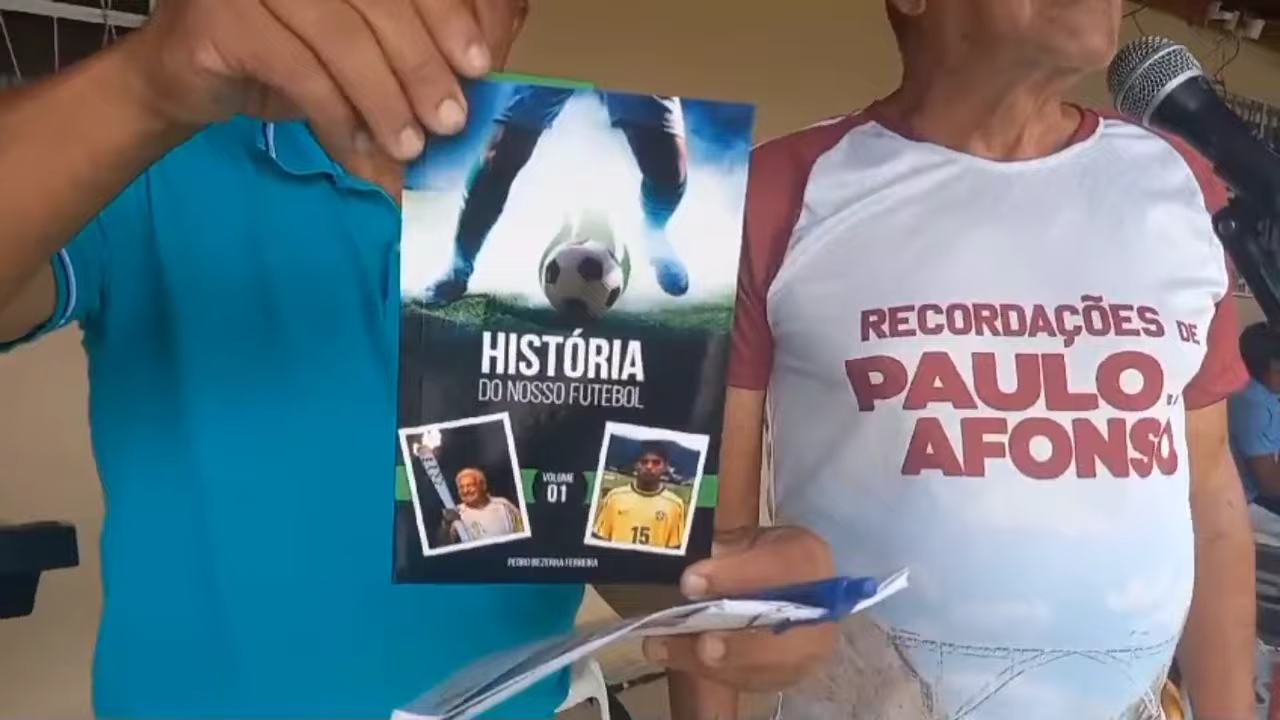 HISTÓRIA
DO NOSSO FUTEBOL
VOLUME
01
15
PEDRO BEZERRA FERREIRA
RECORDAÇÕES DE
PAULO
AFONSO